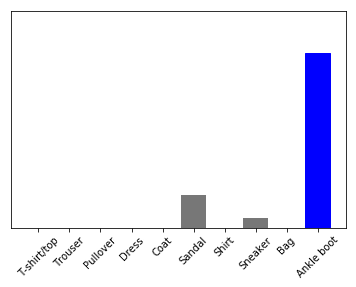 T-shirt/top
Trouser
Pullover
Dress
Coat
Sandal
Shirt
Sneaker
Bag
Ankle boot